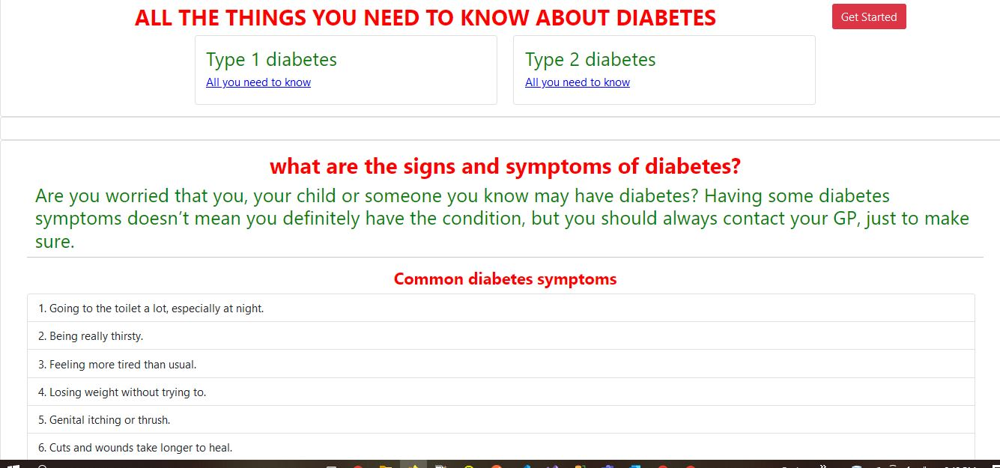 ALL THE THINGS YOU NEED TO KNOW ABOUT DIABETES
Get Started
Type 1 diabetes
All you need to know
Type 2 diabetes
All you need to know
what are the signs and symptoms of diabetes?
Are you worried that you, your child or someone you know may have diabetes? Having some diabetes
symptoms doesn’t mean you definitely have the condition, but you should always contact your GP, just to make
sure.
Common diabetes symptoms
1. Going to the toilet a lot, especially at night.
2. Being really thirsty.
3. Feeling more tired than usual.
4. Losing weight without trying to.
5. Genital itching or thrush.
6. Cuts and wounds take longer to heal.